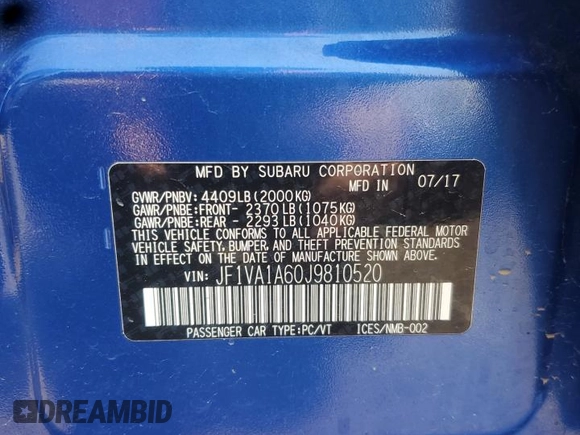 MFD BY SUBARU CORPORATION
MFD IN 07/17
GVWR/PNBV: 4409LB(2000KG)
GAWR/PNBE:FRONT- 2370LB(1075KG)
GAWR/PNBE:REAR - 2293LB(1040KG)
THIS VEHICLE CONFORMS TO ALL APPLICABLE FEDERAL MOTOR
VEHICLE SAFETY, BUMPER, AND THEFT PREVENTION STANDARDS
IN EFFECT ON THE DATE OF MANUFACTURE SHOWN ABOVE.
VIN: JF1VA1A60J9810520
PASSENGER CAR TYPE:PC/VT ICES/NMB-002
DREAMBID